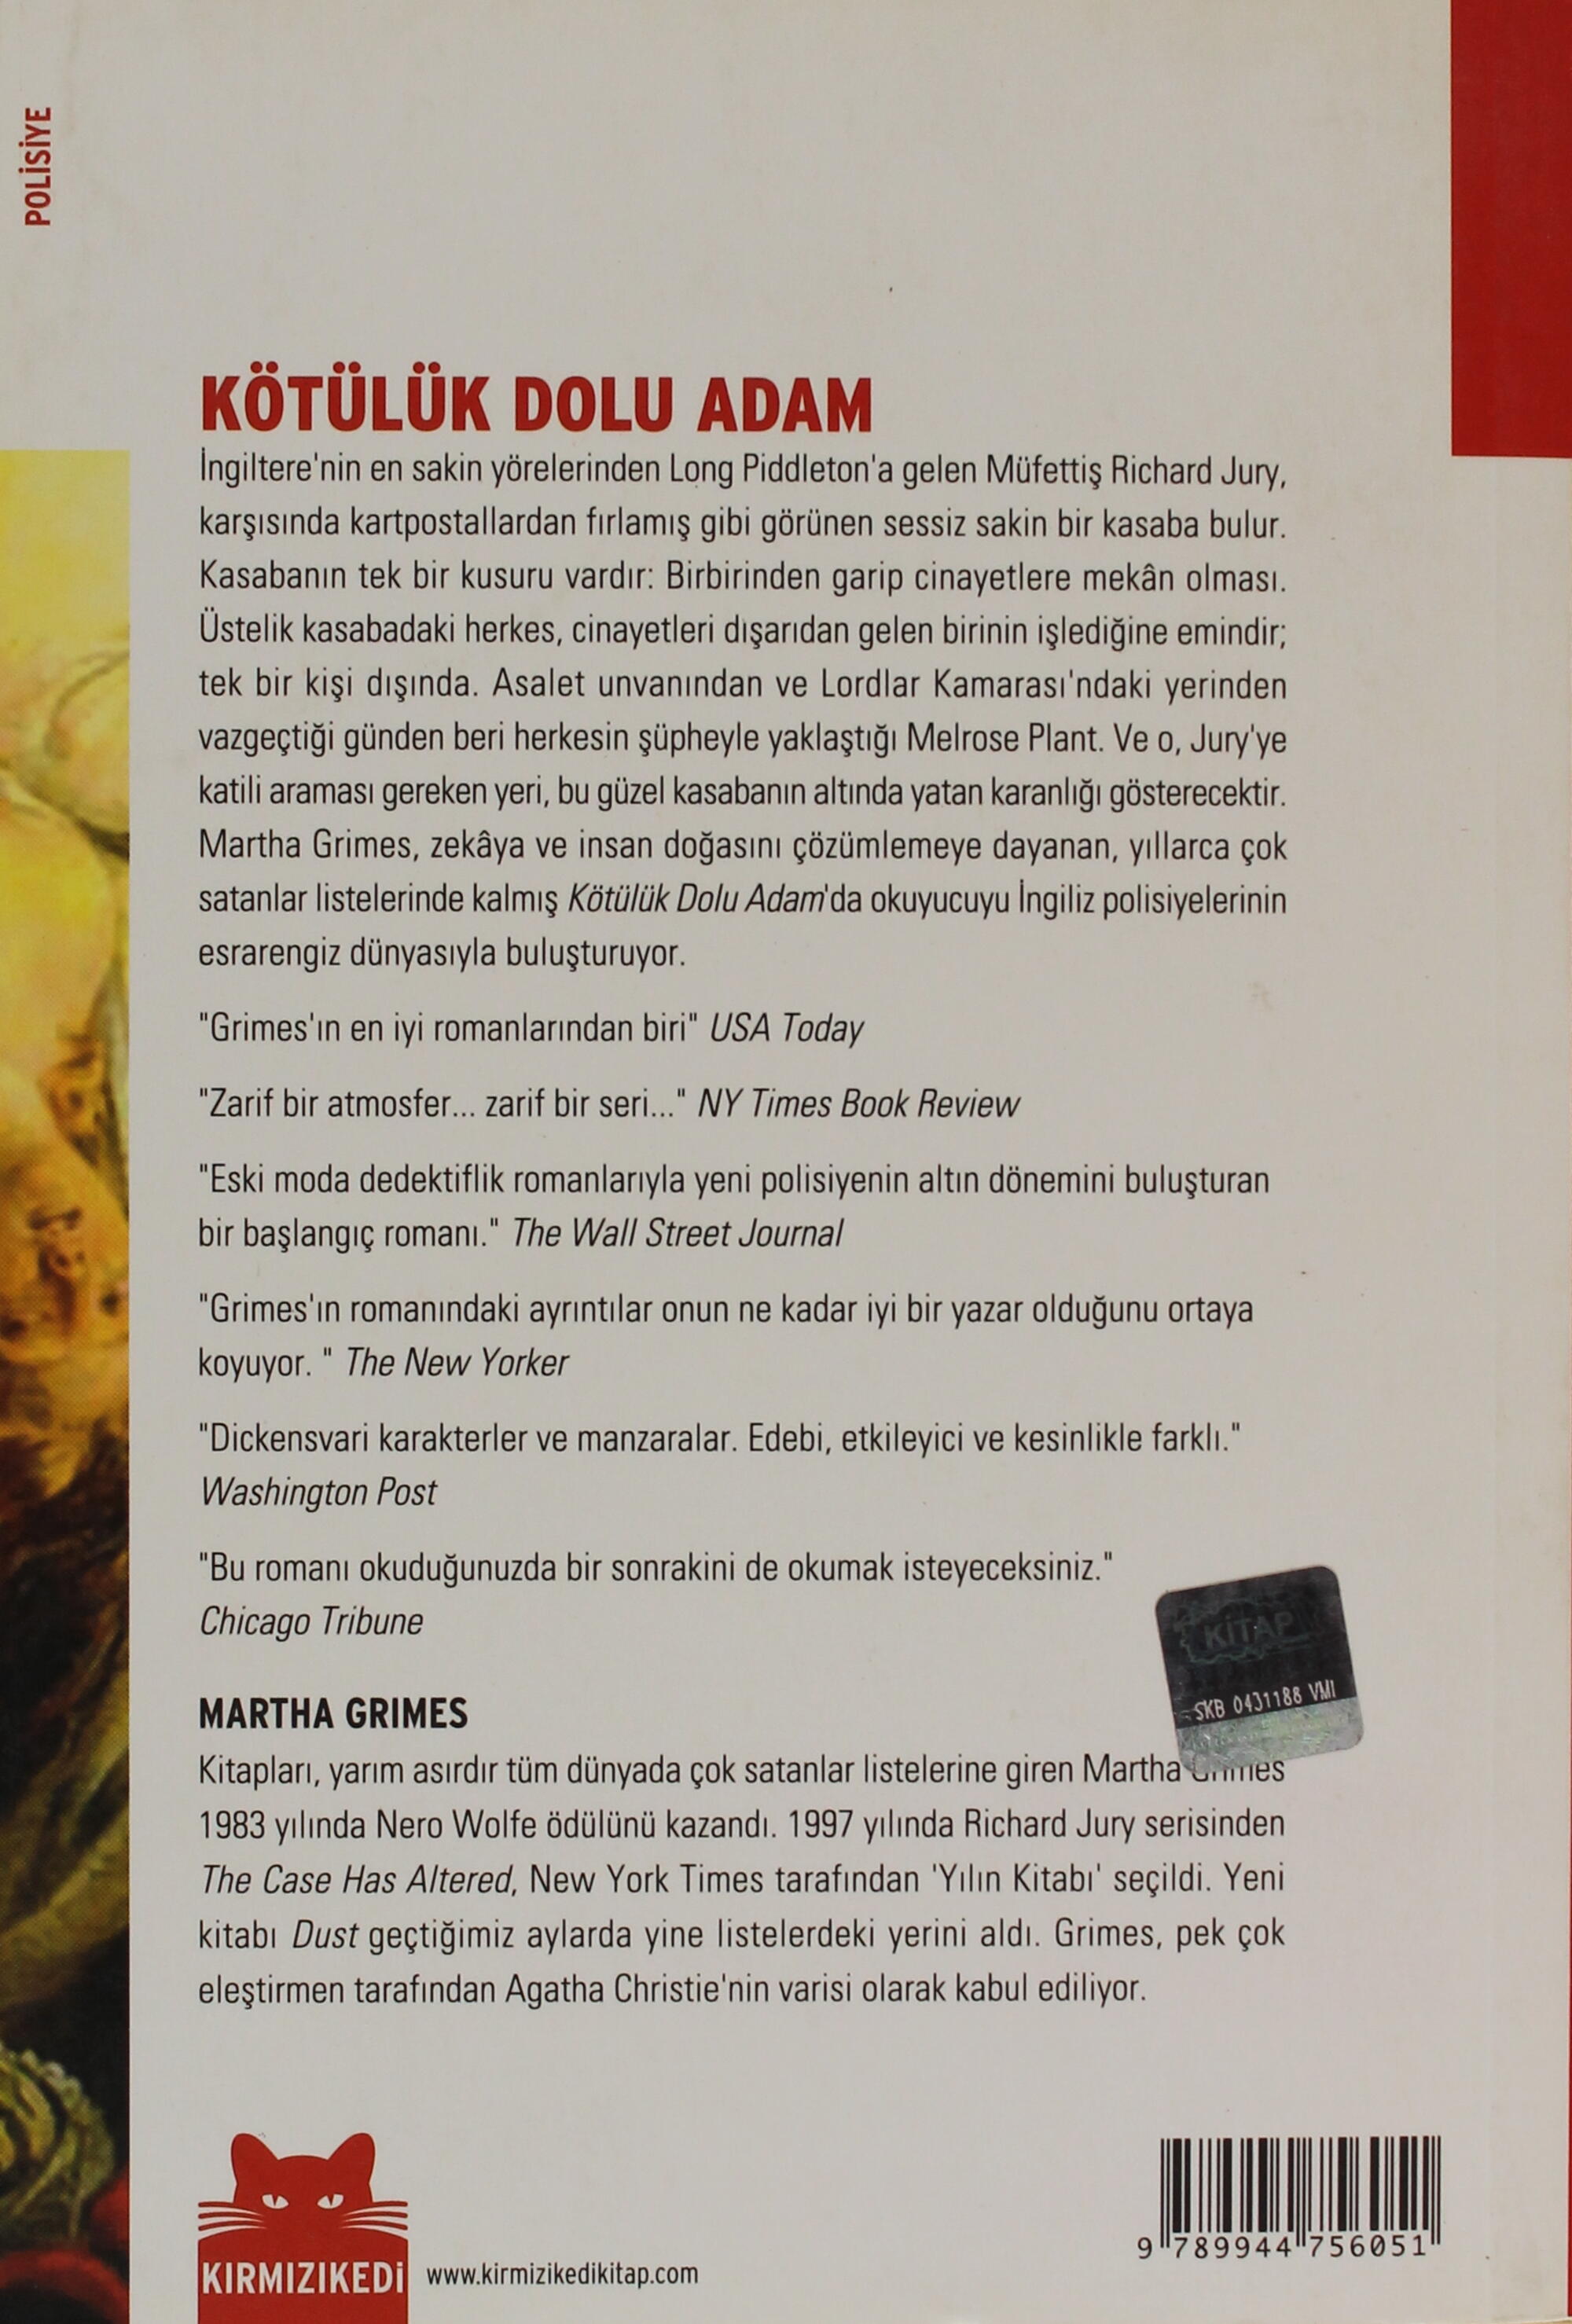 POLİSİYE
KÖTÜLÜK DOLU ADAM
İngiltere'nin en sakin yörelerinden Long Piddleton'a gelen Müfettiş Richard Jury,
karşısında kartpostallardan fırlamış gibi görünen sessiz sakin bir kasaba bulur.
Kasabanın tek bir kusuru vardır: Birbirinden garip cinayetlere mekân olması.
Üstelik kasabadaki herkes, cinayetleri dışarıdan gelen birinin işlediğine emindir;
tek bir kişi dışında. Asalet unvanından ve Lordlar Kamarası'ndaki yerinden
vazgeçtiği günden beri herkesin şüpheyle yaklaştığı Melrose Plant. Ve o, Jury'ye
katili araması gereken yeri, bu güzel kasabanın altında yatan karanlığı gösterecektir.
Martha Grimes, zekâya ve insan doğasını çözümlemeye dayanan, yıllarca çok
satanlar listelerinde kalmış Kötülük Dolu Adam'da okuyucuyu İngiliz polisiyelerinin
esrarengiz dünyasıyla buluşturuyor.
"Grimes'ın en iyi romanlarından biri" USA Today
"Zarif bir atmosfer... zarif bir seri..." NY Times Book Review
"Eski moda dedektiflik romanlarıyla yeni polisiyenin altın dönemini buluşturan
bir başlangıç romanı." The Wall Street Journal
"Grimes'ın romanındaki ayrıntılar onun ne kadar iyi bir yazar olduğunu ortaya
koyuyor. " The New Yorker
"Dickensvari karakterler ve manzaralar. Edebi, etkileyici ve kesinlikle farklı."
Washington Post
"Bu romanı okuduğunuzda bir sonrakini de okumak isteyeceksiniz."
Chicago Tribune
KİTAP
SKB 0431188 VMI
MARTHA GRIMES
Kitapları, yarım asırdır tüm dünyada çok satanlar listelerine giren Martha Grimes
1983 yılında Nero Wolfe ödülünü kazandı. 1997 yılında Richard Jury serisinden
The Case Has Altered, New York Times tarafından 'Yılın Kitabı' seçildi. Yeni
kitabı Dust geçtiğimiz aylarda yine listelerdeki yerini aldı. Grimes, pek çok
eleştirmen tarafından Agatha Christie'nin varisi olarak kabul ediliyor.
KIRMIZIKEDİ
www.kirmizikedikitap.com
9 789944 756051